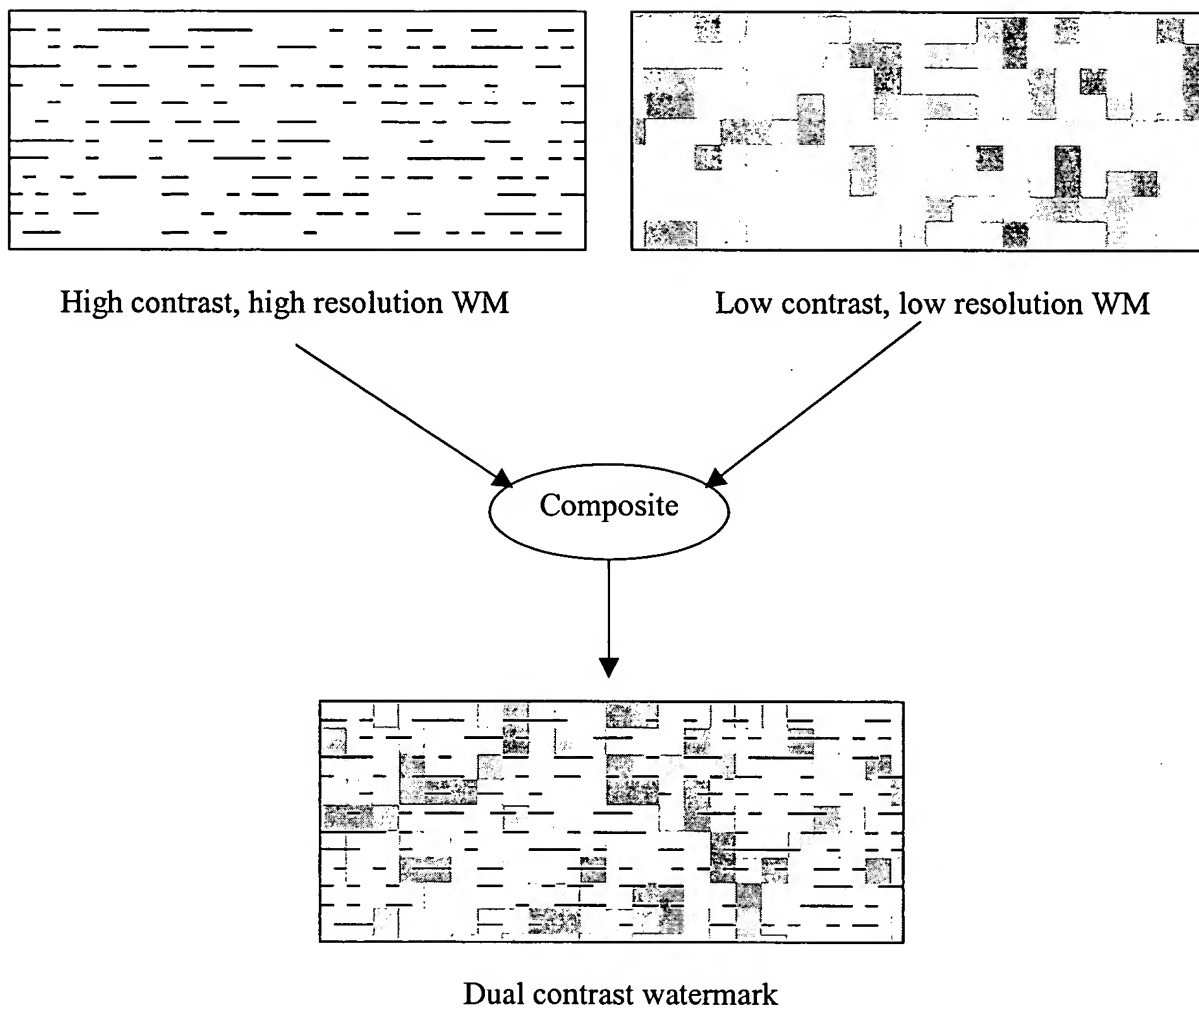 High contrast, high resolution WM
Low contrast, low resolution WM
Composite
Dual contrast watermark